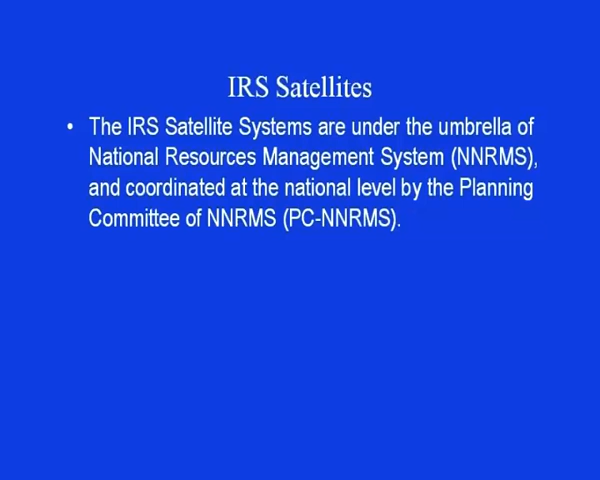 IRS Satellites
• The IRS Satellite Systems are under the umbrella of
National Resources Management System (NNRMS),
and coordinated at the national level by the Planning
Committee of NNRMS (PC-NNRMS).